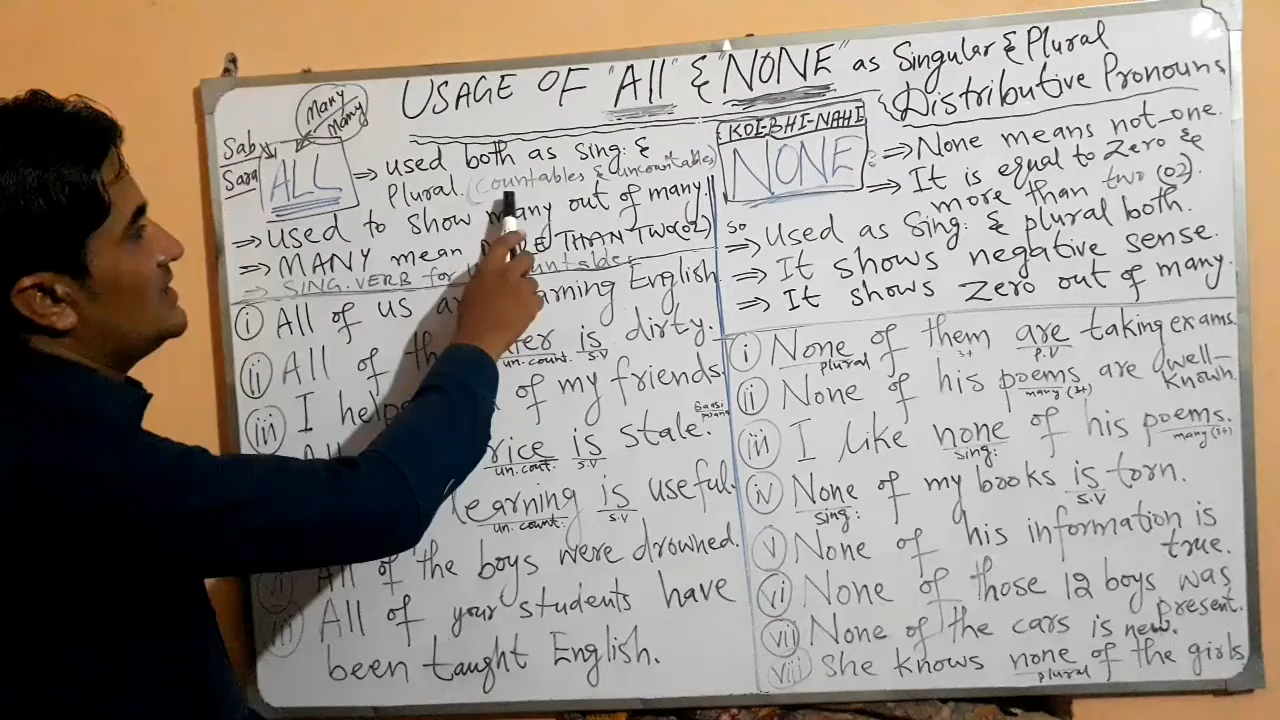 USAGE OF "All" & "NONE" as Singular & Plural
Distributive Pronouns
Many
Many
Sab
Sara
ALL
⇒ used both as Sing: &
Plural. (Countables & uncountables)
⇒ used to show many out of many
⇒ MANY mean THAN TWO(02)
⇒ SING. VERB for
(i) All of us learning English
(ii) All of the is dirty.
un.count. S.V
(iii) I of my friends.
rice is stale. Baasi
un.count. S.V
learning is useful.
un.count: S.V
(vi) All of the boys were drowned.
All of your students have
been taught English.
KOI-BHI-NAHI
NONE
⇒ None means not-one.
⇒ It is equal to Zero &
more than two (02).
so
⇒ Used as Sing: & plural both.
⇒ It shows negative sense.
⇒ It shows Zero out of many.
(i) None of them are taking exams.
plural 3+ P.V
(ii) None of his poems are well-
known.
many (3+)
(iii) I like none of his poems.
sing: many (3+)
(iv) None of my books is torn.
sing: S.V
(v) None of his information is
true.
(vi) None of those 12 boys was
present.
(vii) None of the cars is new.
(viii) She knows none of the girls
plural